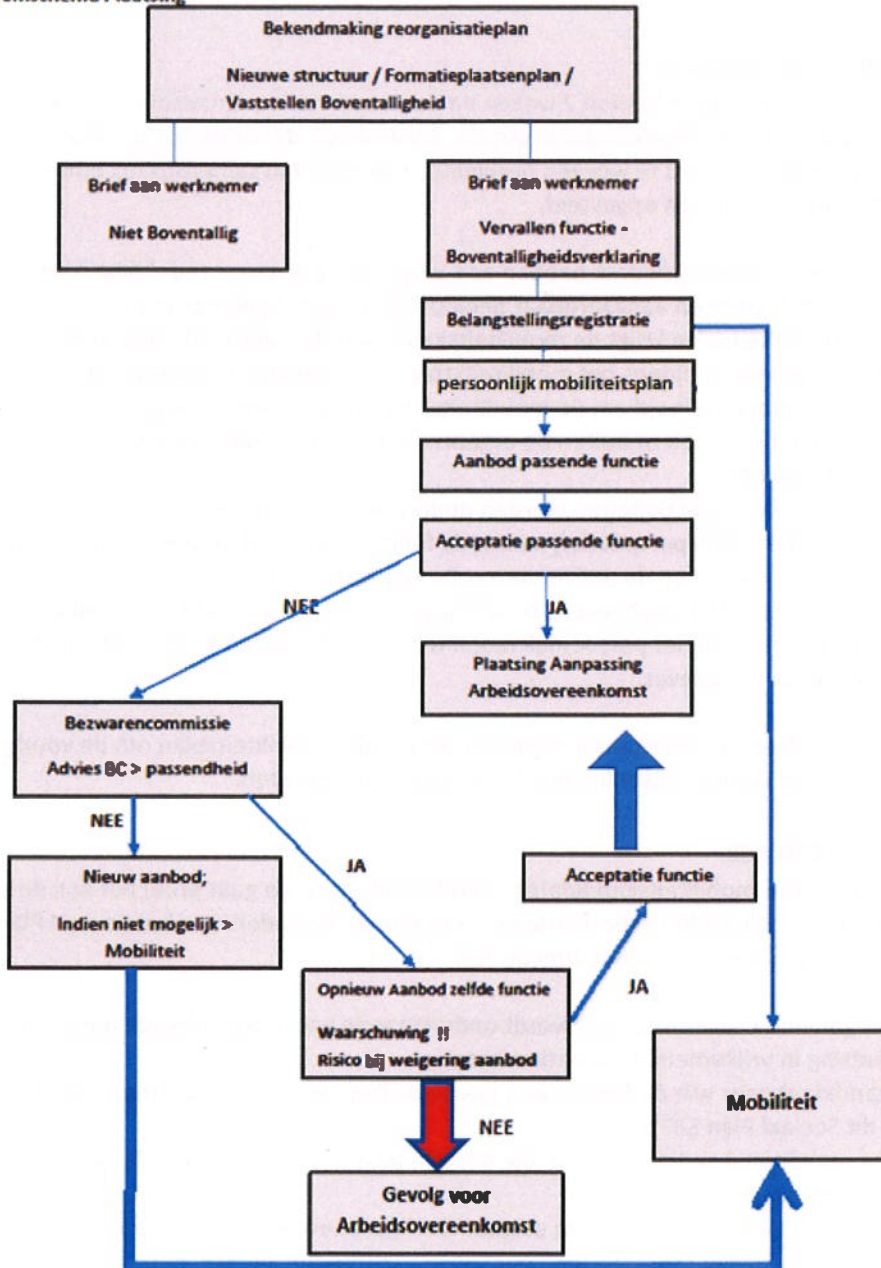 Bekendmaking reorganisatieplan
Nieuwe structuur / Formatieplaatsenplan /
Vaststellen Boventalligheid
Brief aan werknemer
Niet Boventallig
Brief aan werknemer
Vervallen functie -
Boventalligheidsverklaring
Belangstellingsregistratie
persoonlijk mobiliteitsplan
Aanbod passende functie
Acceptatie passende functie
NEE
JA
Plaatsing Aanpassing
Arbeidsovereenkomst
Bezwarencommissie
Advies BC > passendheid
NEE
JA
Nieuw aanbod;
Indien niet mogelijk >
Mobiliteit
Acceptatie functie
JA
Opnieuw Aanbod zelfde functie
Waarschuwing !!
Risico bij weigering aanbod
NEE
Mobiliteit
Gevolg voor
Arbeidsovereenkomst